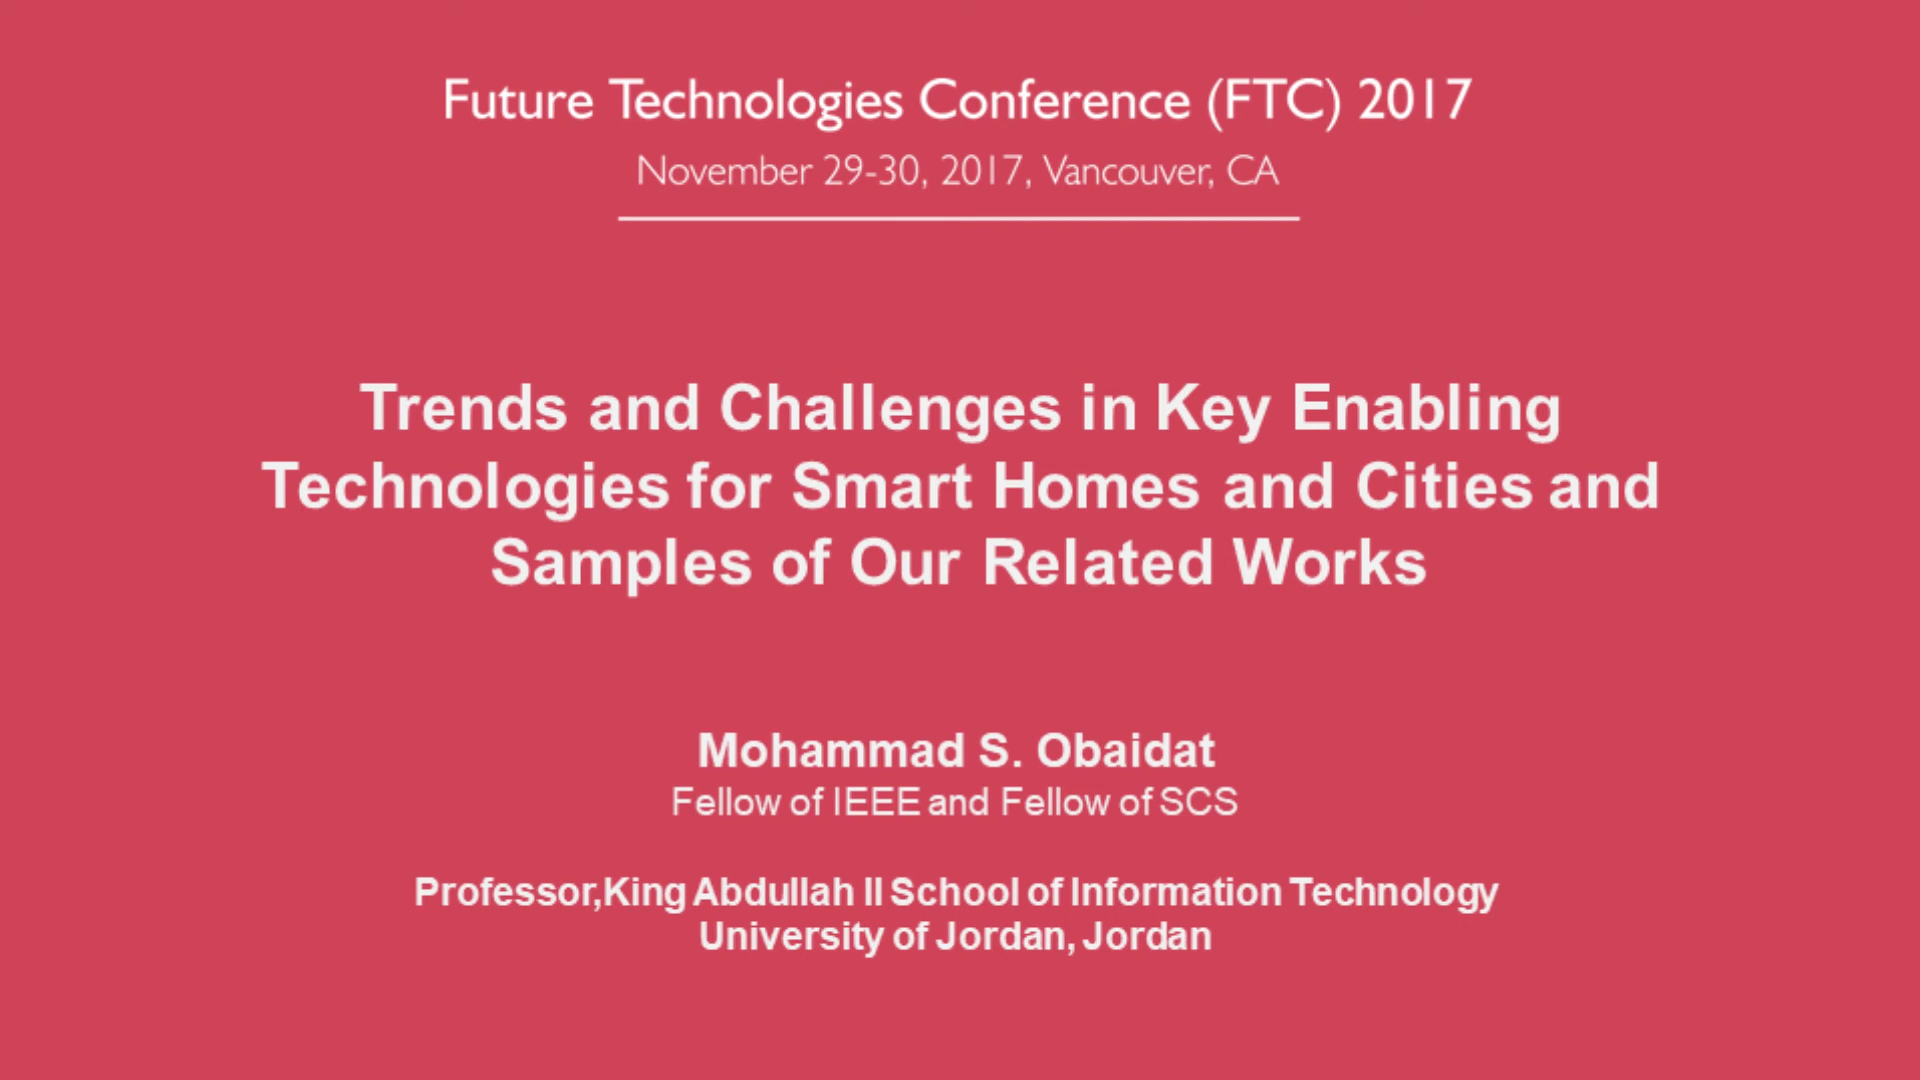 Future Technologies Conference (FTC) 2017
November 29-30, 2017, Vancouver, CA
Trends and Challenges in Key Enabling
Technologies for Smart Homes and Cities and
Samples of Our Related Works
Mohammad S. Obaidat
Fellow of IEEE and Fellow of SCS
Professor,King Abdullah II School of Information Technology
University of Jordan, Jordan